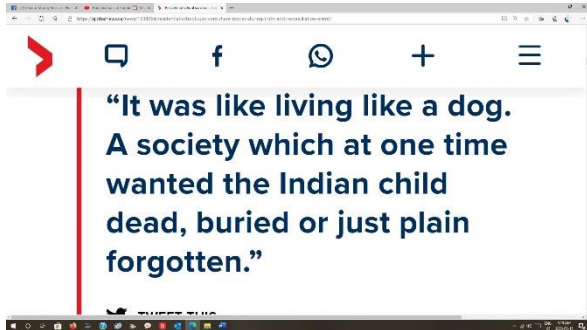 “It was like living like a dog.
A society which at one time
wanted the Indian child
dead, buried or just plain
forgotten.”